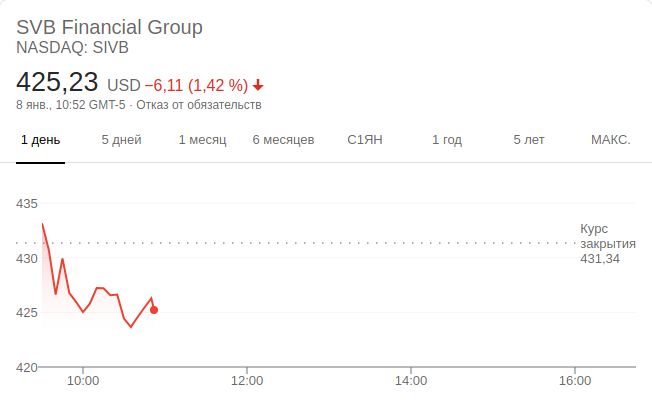 SVB Financial Group
NASDAQ: SIVB
425,23 USD −6,11 (1,42 %)
8 янв., 10:52 GMT-5 · Отказ от обязательств
1 день 5 дней 1 месяц 6 месяцев С1ЯН 1 год 5 лет МАКС.
435
430
425
420
Курс
закрытия
431,34
10:00 12:00 14:00 16:00